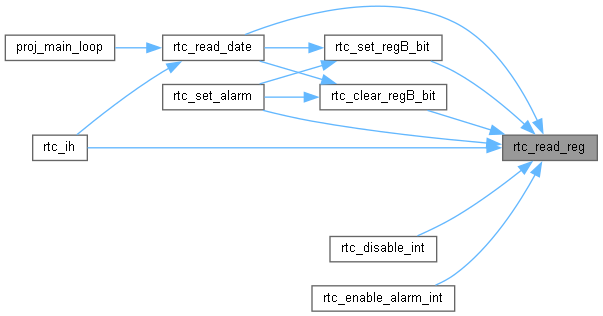 proj_main_loop
rtc_read_date
rtc_set_regB_bit
rtc_set_alarm
rtc_clear_regB_bit
rtc_ih
rtc_read_reg
rtc_disable_int
rtc_enable_alarm_int